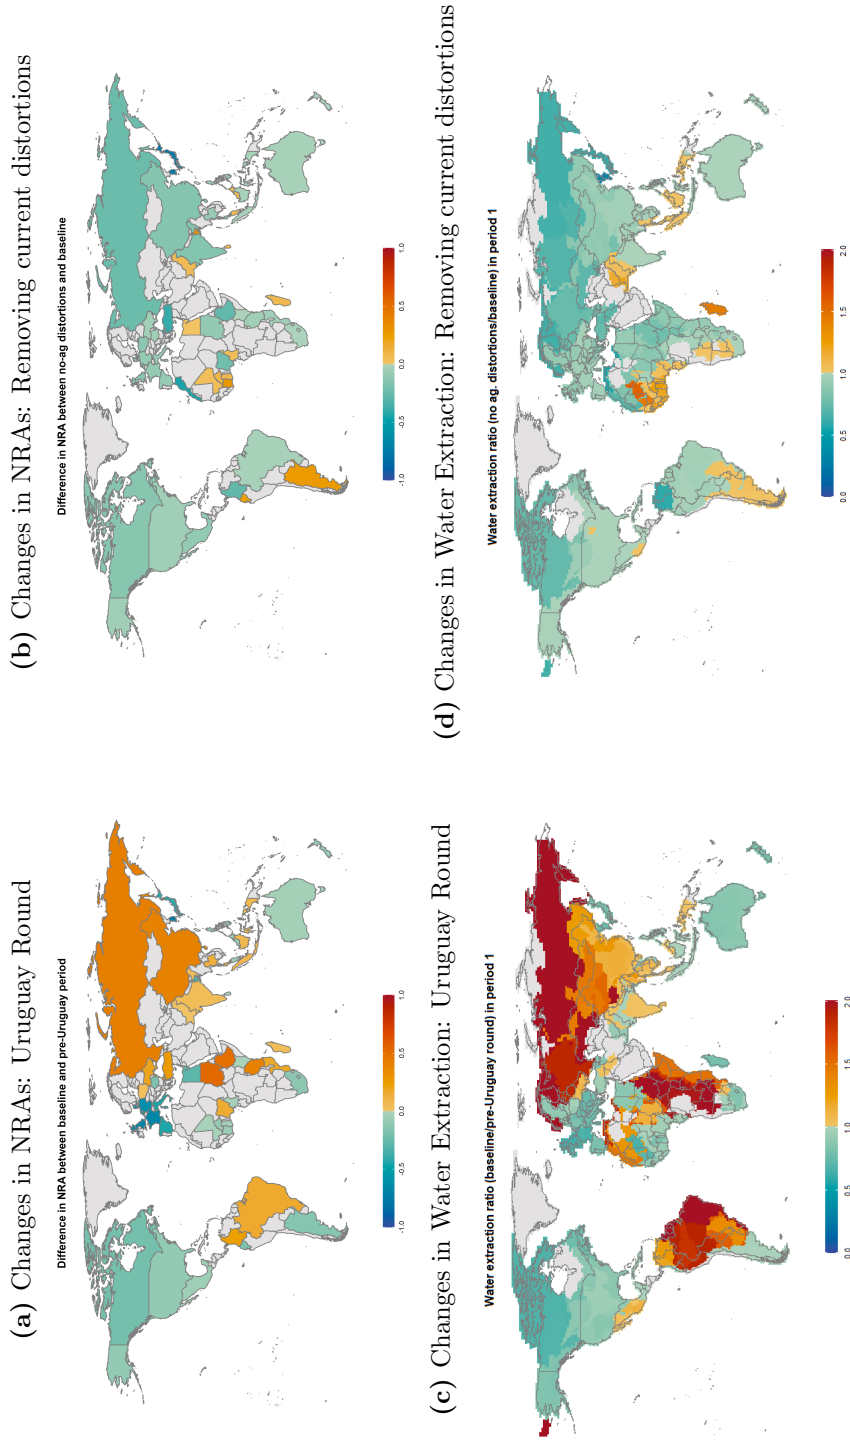 (a) Changes in NRAs: Uruguay Round
Difference in NRA between baseline and pre-Uruguay period
-1.0 -0.5 0.0 0.5 1.0
(b) Changes in NRAs: Removing current distortions
Difference in NRA between no-ag distortions and baseline
-1.0 -0.5 0.0 0.5 1.0
(c) Changes in Water Extraction: Uruguay Round
Water extraction ratio (baseline/pre-Uruguay round) in period 1
0.0 0.5 1.0 1.5 2.0
(d) Changes in Water Extraction: Removing current distortions
Water extraction ratio (no ag. distortions/baseline) in period 1
0.0 0.5 1.0 1.5 2.0